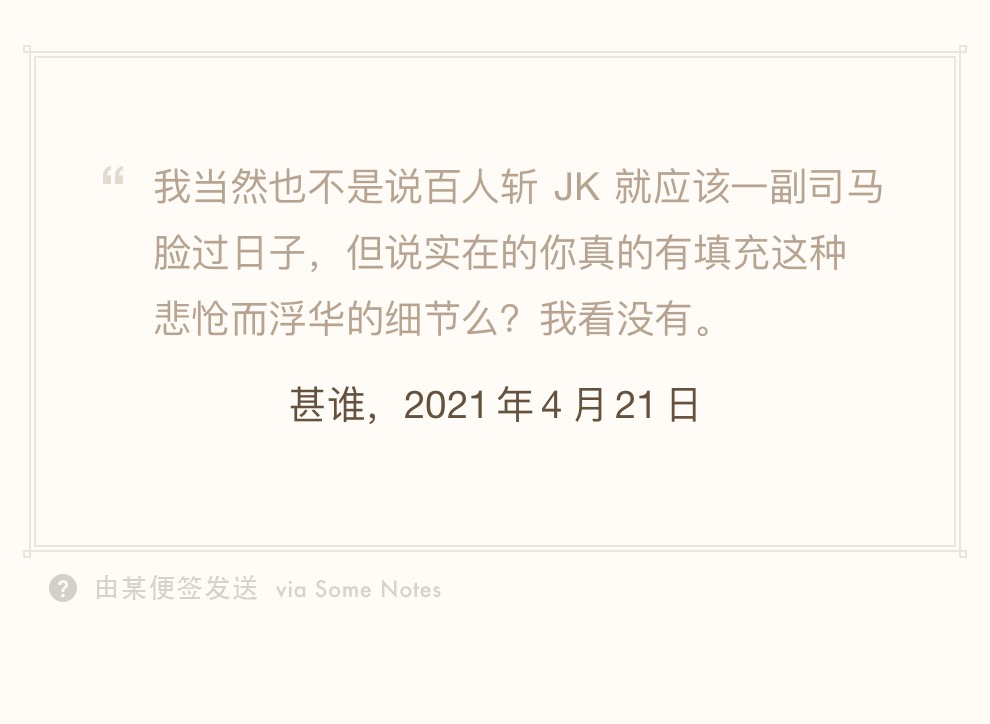 “ 我当然也不是说百人斩 JK 就应该一副司马
脸过日子，但说实在的你真的有填充这种
悲怆而浮华的细节么？我看没有。
甚谁，2021 年 4 月 21 日
? 由某便签发送 via Some Notes